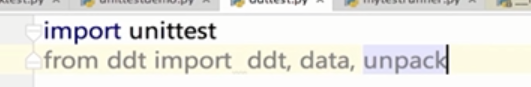 unittestdemo.py
ddttest.py
mytestrunner.py
import unittest
from ddt import ddt, data, unpack